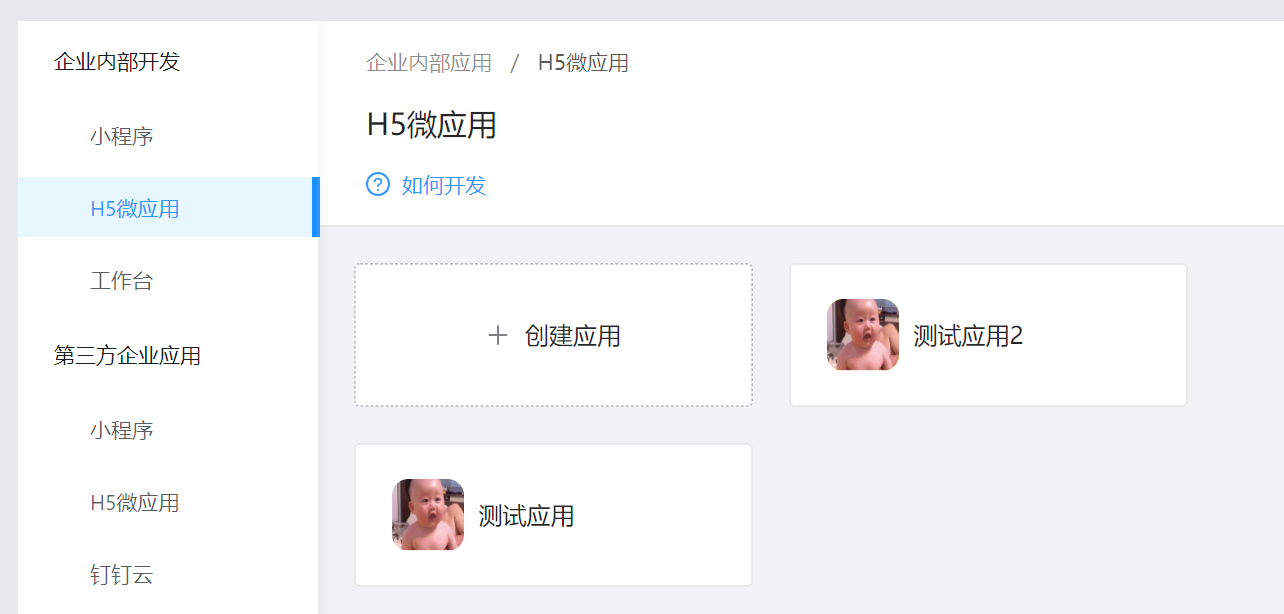 企业内部开发
小程序
H5微应用
工作台
第三方企业应用
小程序
H5微应用
钉钉云
企业内部应用 / H5微应用
H5微应用
如何开发
创建应用
测试应用2
测试应用